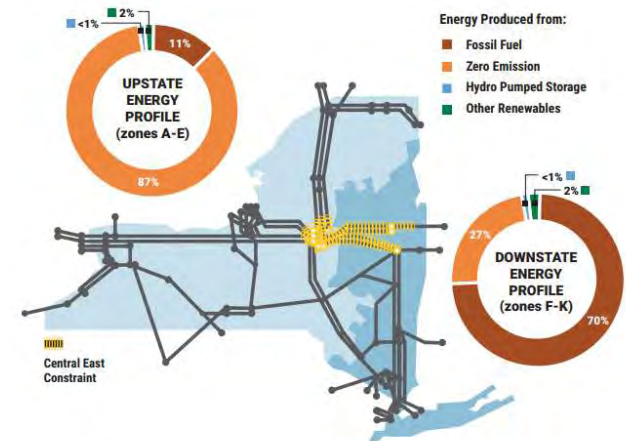 2%
<1%
11%
UPSTATE
ENERGY
PROFILE
(zones A-E)
87%
Energy Produced from:
Fossil Fuel
Zero Emission
Hydro Pumped Storage
Other Renewables
<1%
2%
27%
DOWNSTATE
ENERGY
PROFILE
(zones F-K)
70%
Central East
Constraint